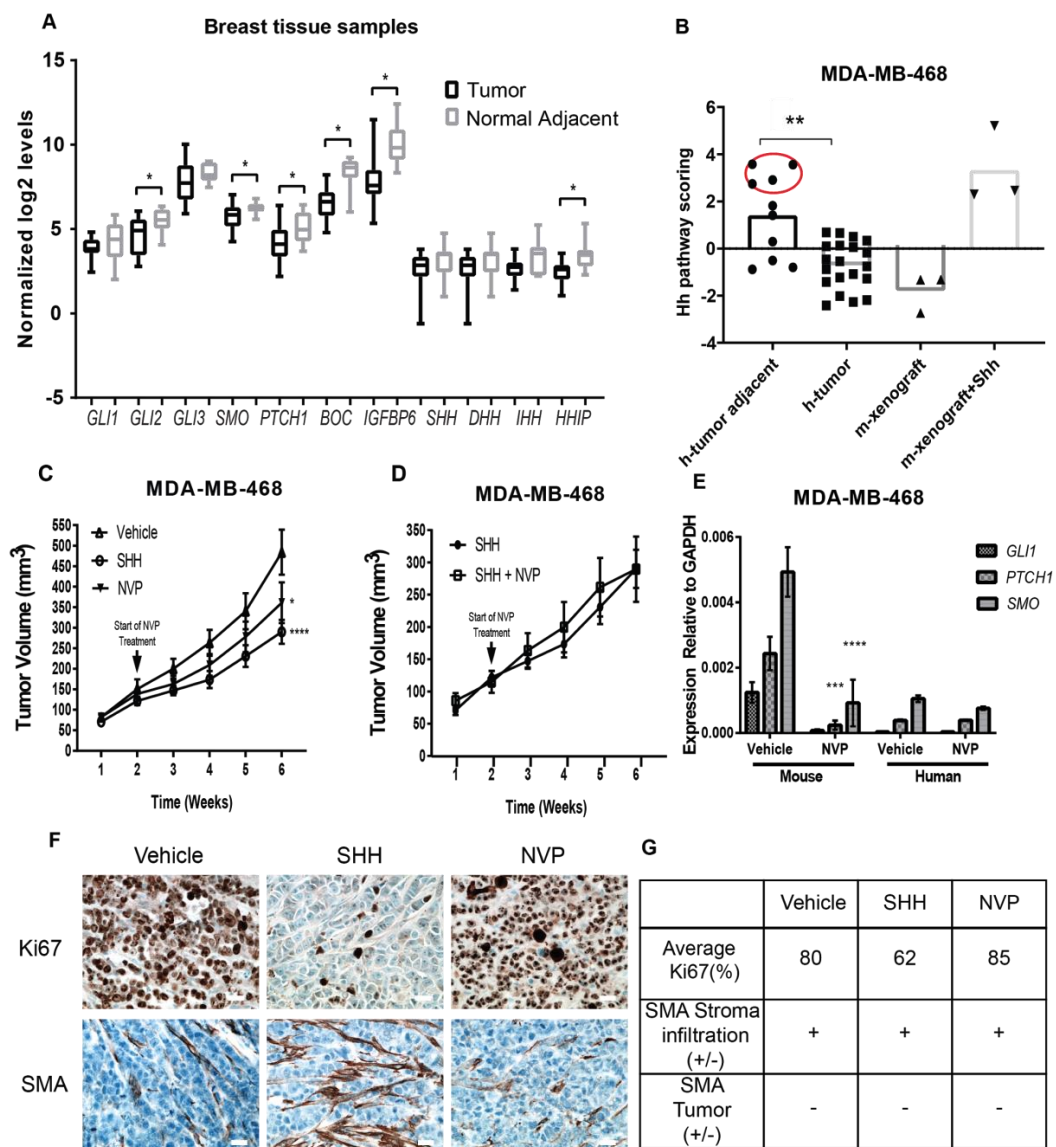 A
Breast tissue samples
Normalized log2 levels
15
10
5
0
-5
Tumor
Normal Adjacent
*
*
*
*
*
*
GLI1 GLI2 GLI3 SMO PTCH1 BOC IGFBP6 SHH DHH IHH HHIP
B
MDA-MB-468
Hh pathway scoring
6
4
2
0
-2
-4
**
h-tumor adjacent
h-tumor
m-xenograft
m-xenograft+Shh
C
MDA-MB-468
Tumor Volume (mm3)
550
500
450
400
350
300
250
200
150
100
50
0
Vehicle
SHH
NVP
Start of NVP
Treatment
*
****
1 2 3 4 5 6
Time (Weeks)
D
MDA-MB-468
Tumor Volume (mm3)
400
350
300
250
200
150
100
50
0
SHH
SHH + NVP
Start of NVP
Treatment
1 2 3 4 5 6
Time (Weeks)
E
MDA-MB-468
Expression Relative to GAPDH
0.006
0.004
0.002
0.000
GLI1
PTCH1
SMO
***
****
Vehicle NVP Vehicle NVP
Mouse Human
F
Vehicle SHH NVP
Ki67
SMA
G
Vehicle SHH NVP
Average
Ki67(%)
80 62 85
SMA Stroma
infiltration
(+/-)
+ + +
SMA
Tumor
(+/-)
- - -